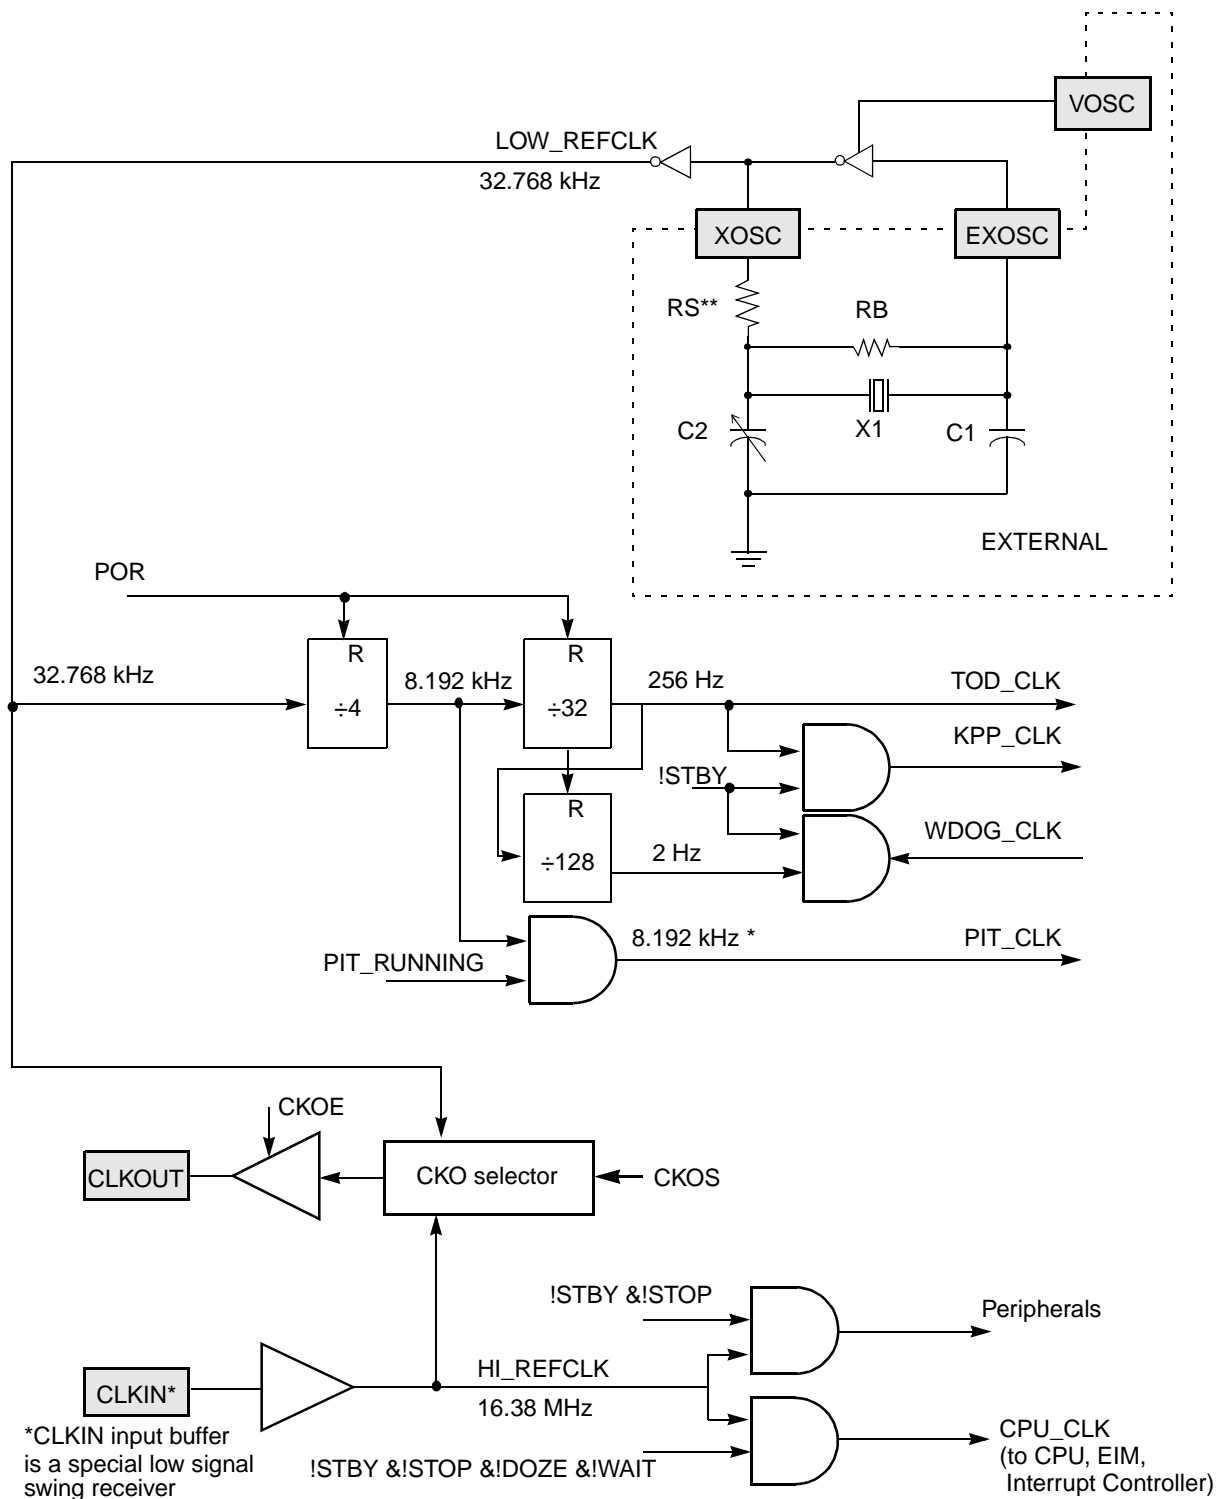 VOSC
LOW_REFCLK
32.768 kHz
XOSC
EXOSC
RS**
RB
C2
X1
C1
EXTERNAL
POR
R
R
32.768 kHz
8.192 kHz
256 Hz
TOD_CLK
÷4
÷32
KPP_CLK
!STBY
R
WDOG_CLK
÷128
2 Hz
8.192 kHz *
PIT_CLK
PIT_RUNNING
CKOE
CLKOUT
CKO selector
CKOS
!STBY &!STOP
Peripherals
HI_REFCLK
CLKIN*
16.38 MHz
*CLKIN input buffer
is a special low signal
swing receiver
!STBY &!STOP &!DOZE &!WAIT
CPU_CLK
(to CPU, EIM,
Interrupt Controller)